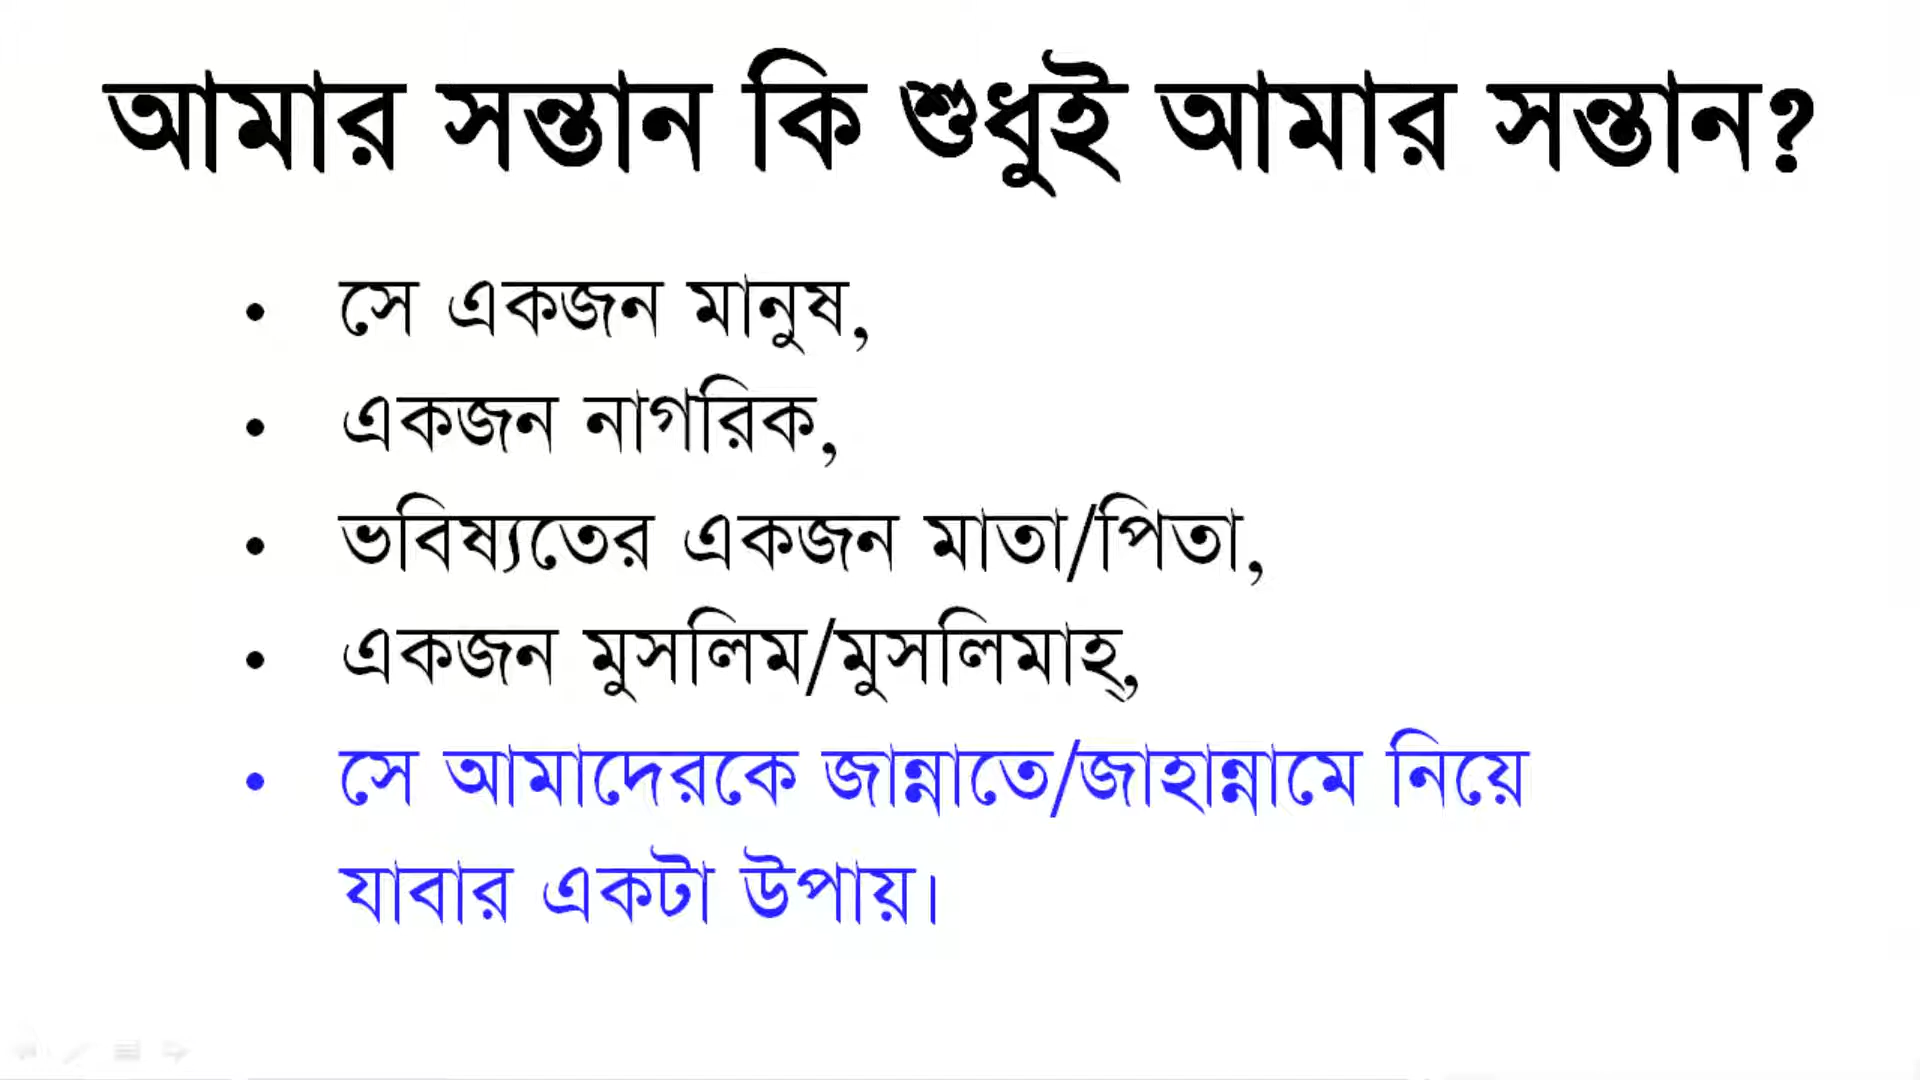 আমার সন্তান কি শুধুই আমার সন্তান?
• সে একজন মানুষ,
• একজন নাগরিক,
• ভবিষ্যতের একজন মাতা/পিতা,
• একজন মুসলিম/মুসলিমাহ্,
• সে আমাদেরকে জান্নাতে/জাহান্নামে নিয়ে
যাবার একটা উপায়।